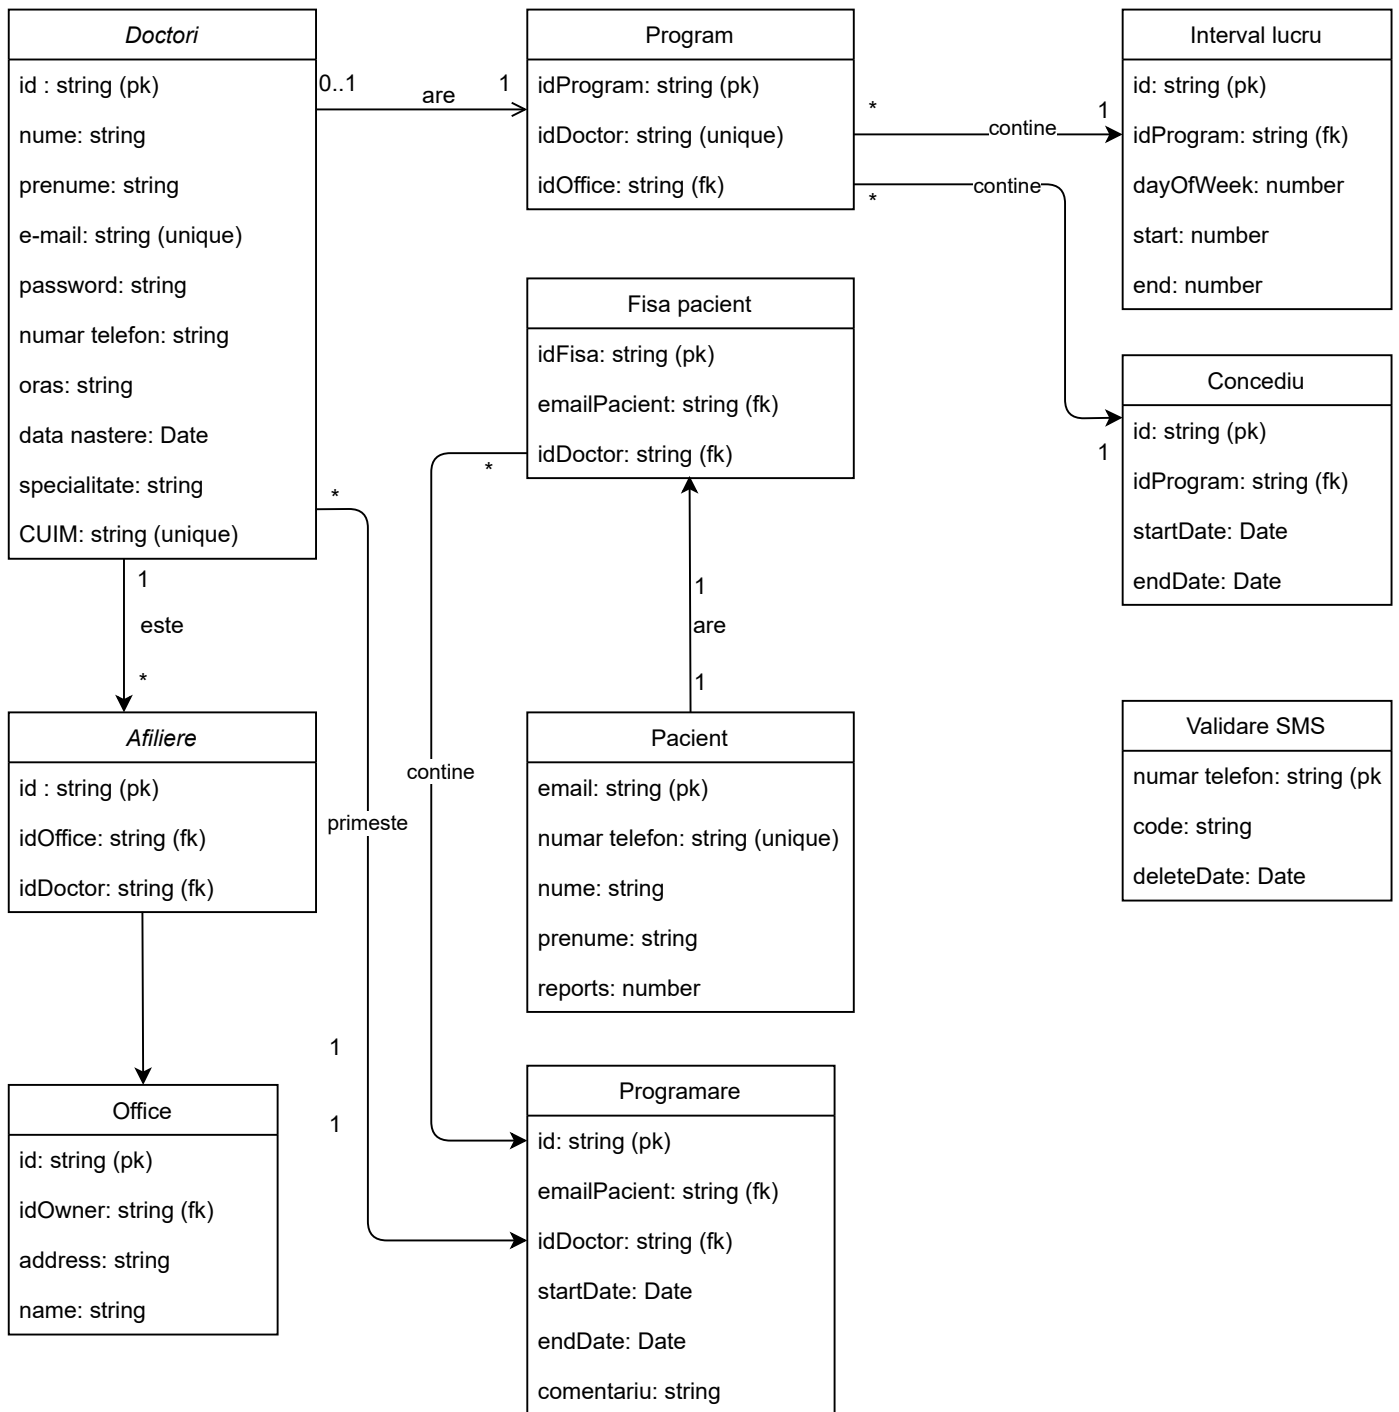 Doctori
id : string (pk)
nume: string
prenume: string
e-mail: string (unique)
password: string
numar telefon: string
oras: string
data nastere: Date
specialitate: string
CUIM: string (unique)
0..1
are
1
Program
idProgram: string (pk)
idDoctor: string (unique)
idOffice: string (fk)
*
contine
1
*
contine
1
Interval lucru
id: string (pk)
idProgram: string (fk)
dayOfWeek: number
start: number
end: number
Fisa pacient
idFisa: string (pk)
emailPacient: string (fk)
idDoctor: string (fk)
*
Concediu
id: string (pk)
idProgram: string (fk)
startDate: Date
endDate: Date
*
1
este
*
1
are
1
Afiliere
id : string (pk)
idOffice: string (fk)
idDoctor: string (fk)
contine
primeste
Pacient
email: string (pk)
numar telefon: string (unique)
nume: string
prenume: string
reports: number
Validare SMS
numar telefon: string (pk
code: string
deleteDate: Date
1
1
Office
id: string (pk)
idOwner: string (fk)
address: string
name: string
Programare
id: string (pk)
emailPacient: string (fk)
idDoctor: string (fk)
startDate: Date
endDate: Date
comentariu: string